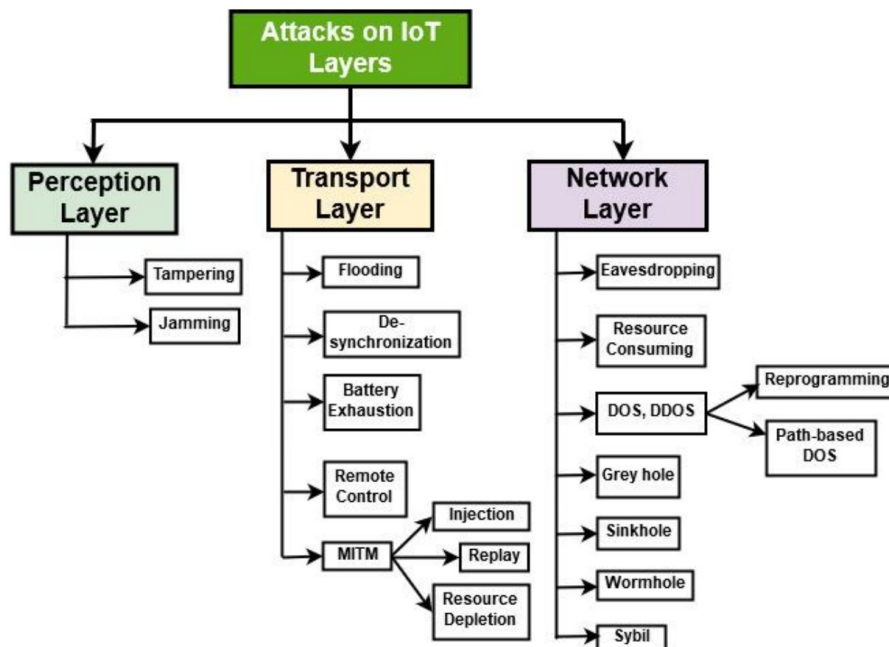 Attacks on IoT
Layers
Perception
Layer
Tampering
Jamming
Transport
Layer
Flooding
De-
synchronization
Battery
Exhaustion
Remote
Control
MITM
Injection
Replay
Resource
Depletion
Network
Layer
Eavesdropping
Resource
Consuming
DOS, DDOS
Reprogramming
Path-based
DOS
Grey hole
Sinkhole
Wormhole
Sybil